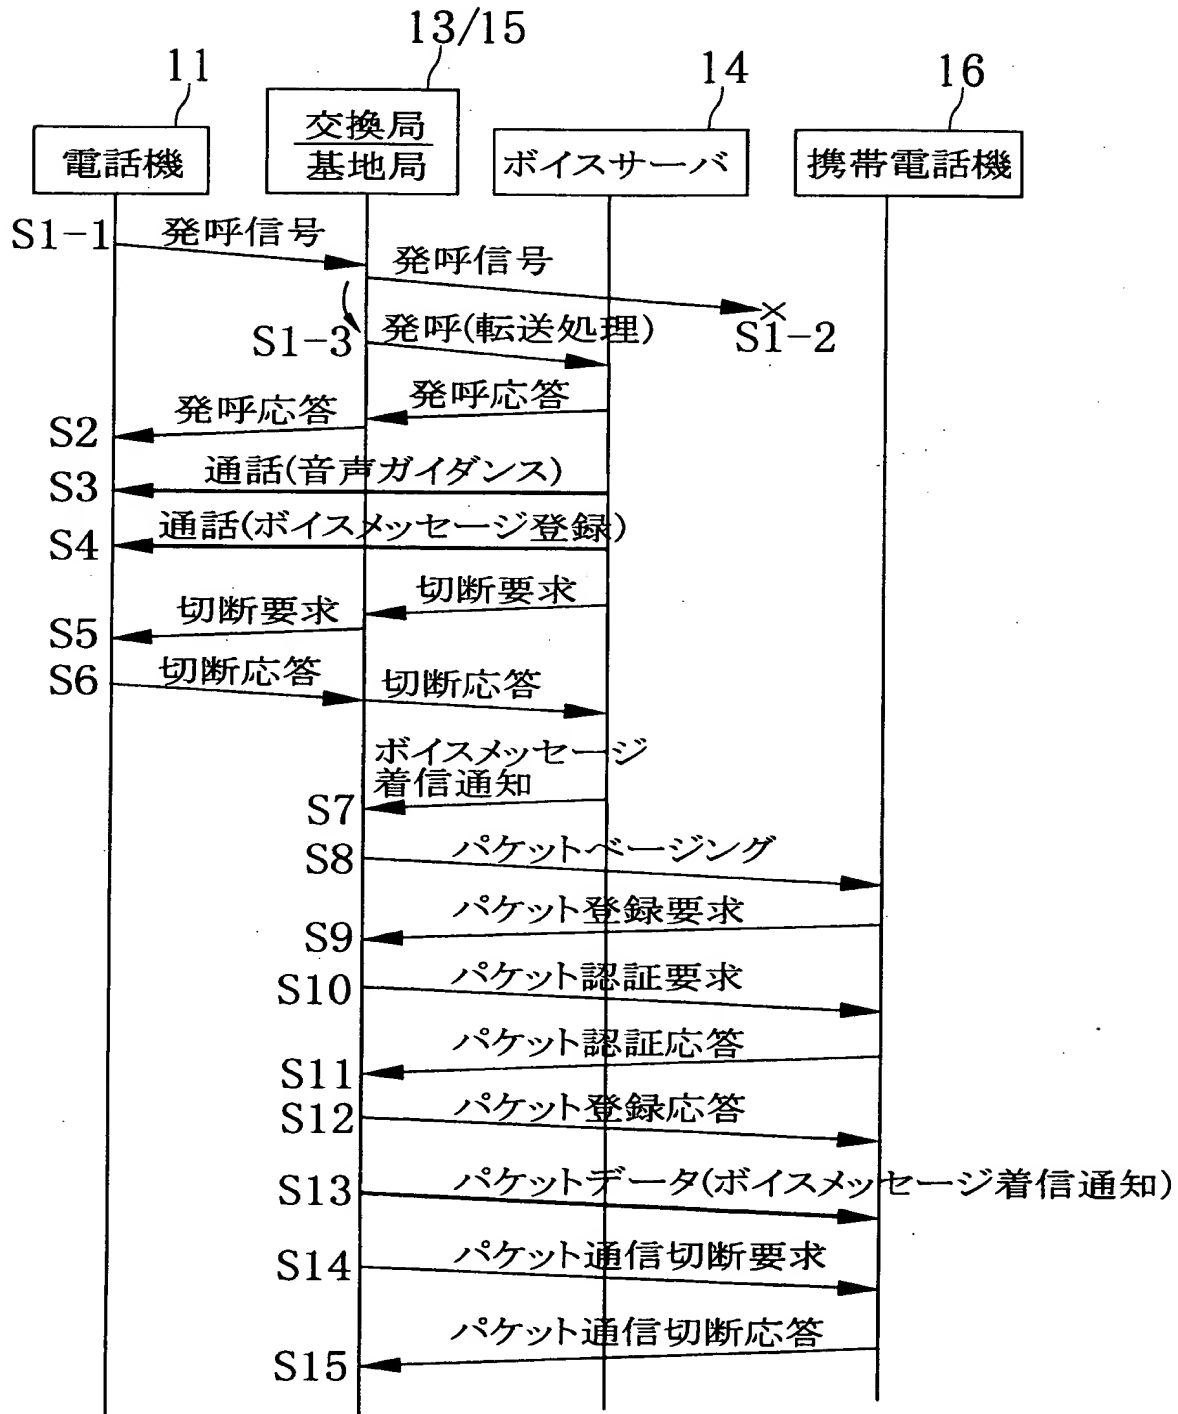 13/15
11
14
16
電話機
交換局
基地局
ボイスサーバ
携帯電話機
S1-1
発呼信号
発呼信号
S1-2
S1-3
発呼(転送処理)
発呼応答
発呼応答
S2
通話(音声ガイダンス)
S3
通話(ボイスメッセージ登録)
S4
切断要求
切断要求
S5
切断応答
S6
切断応答
ボイスメッセージ
着信通知
S7
パケットページング
S8
パケット登録要求
S9
パケット認証要求
S10
パケット認証応答
S11
パケット登録応答
S12
パケットデータ(ボイスメッセージ着信通知)
S13
パケット通信切断要求
S14
パケット通信切断応答
S15